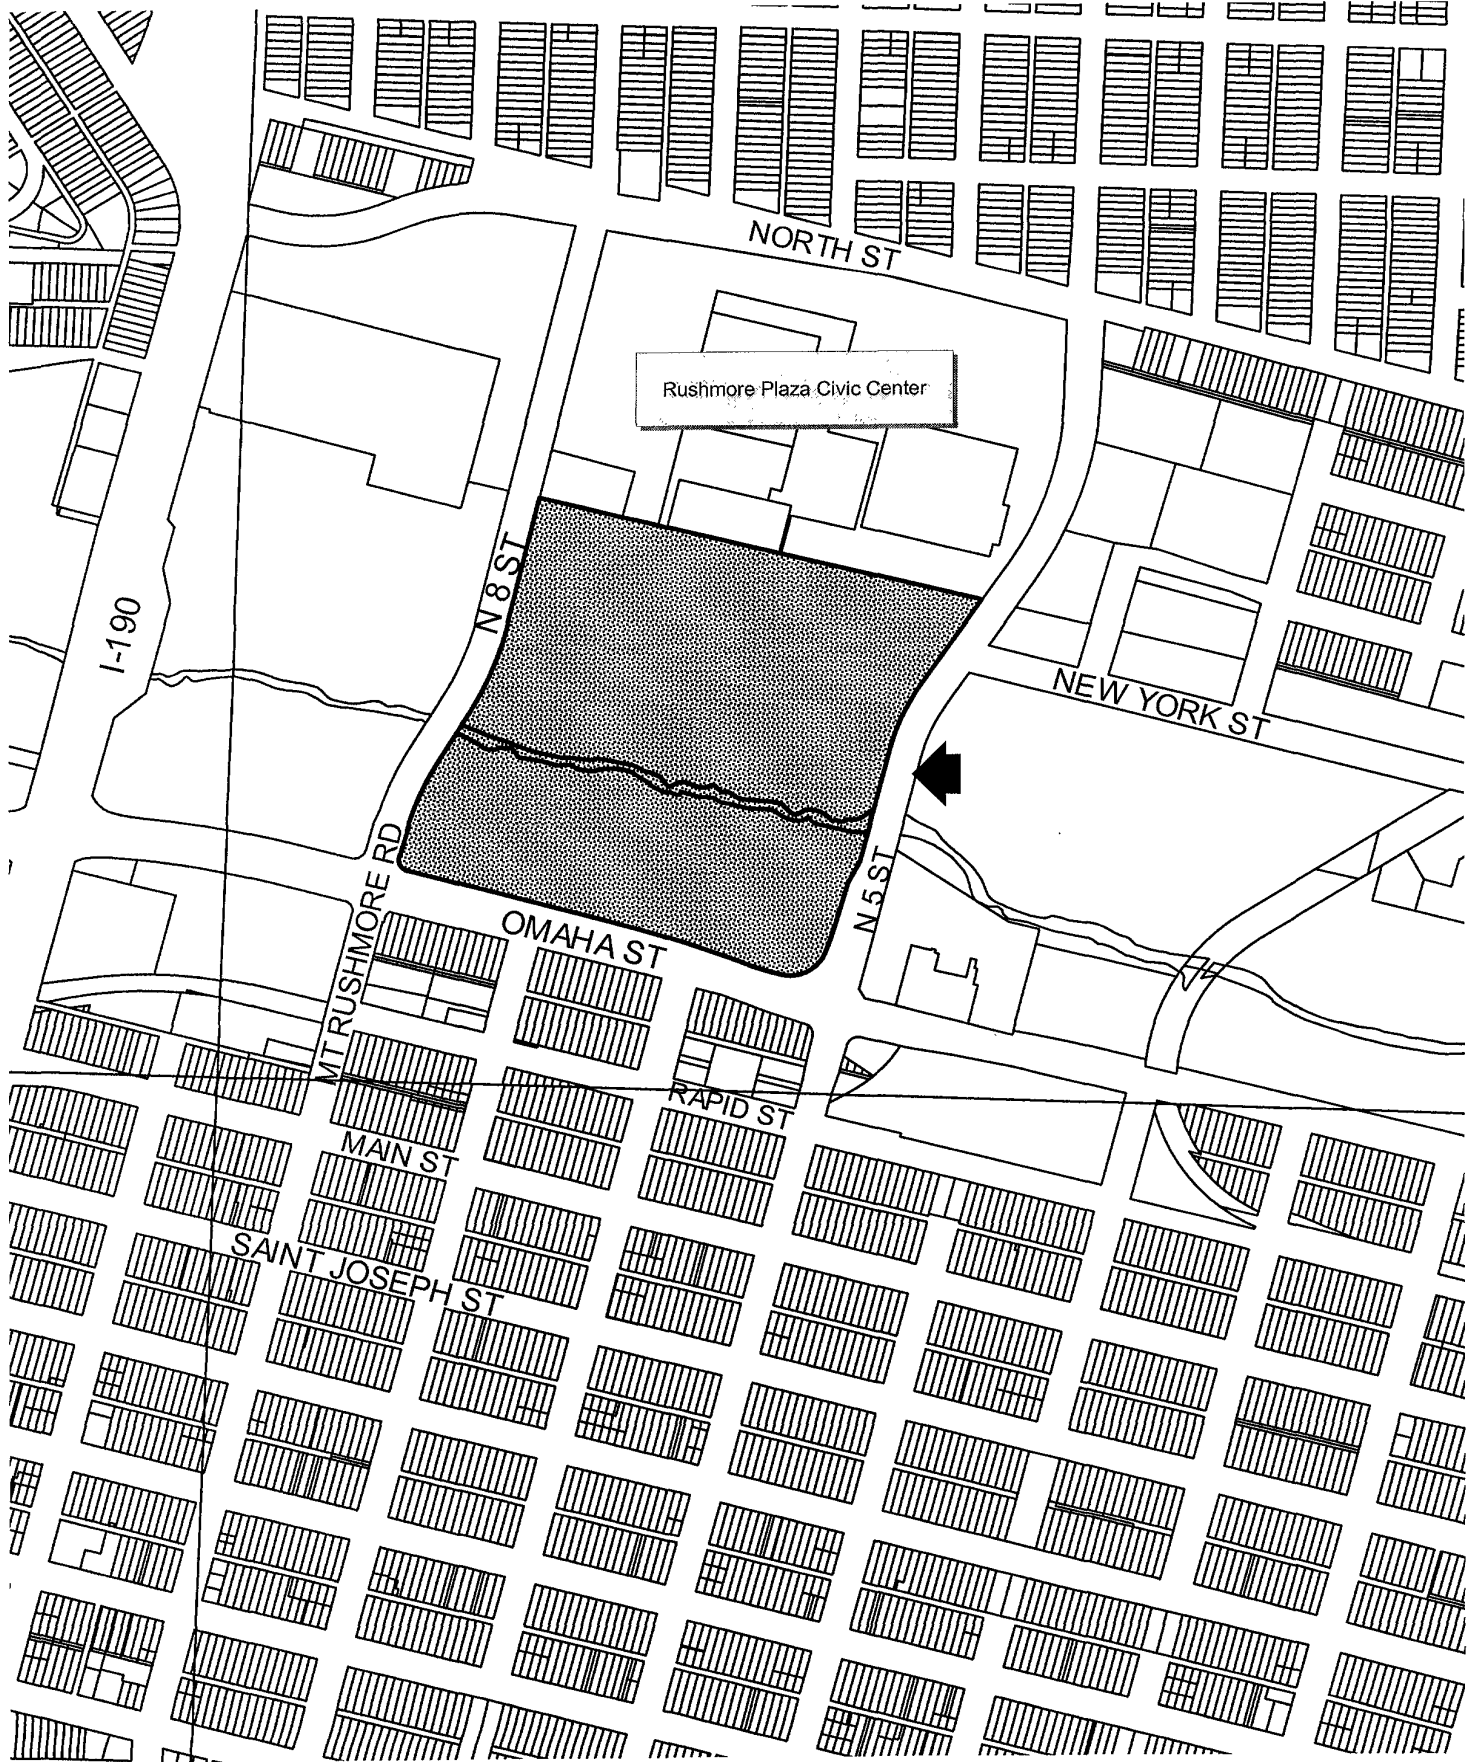 NORTH ST
Rushmore Plaza Civic Center
N 8 ST
I-190
NEW YORK ST
MT RUSHMORE RD
N 5 ST
OMAHA ST
RAPID ST
MAIN ST
SAINT JOSEPH ST